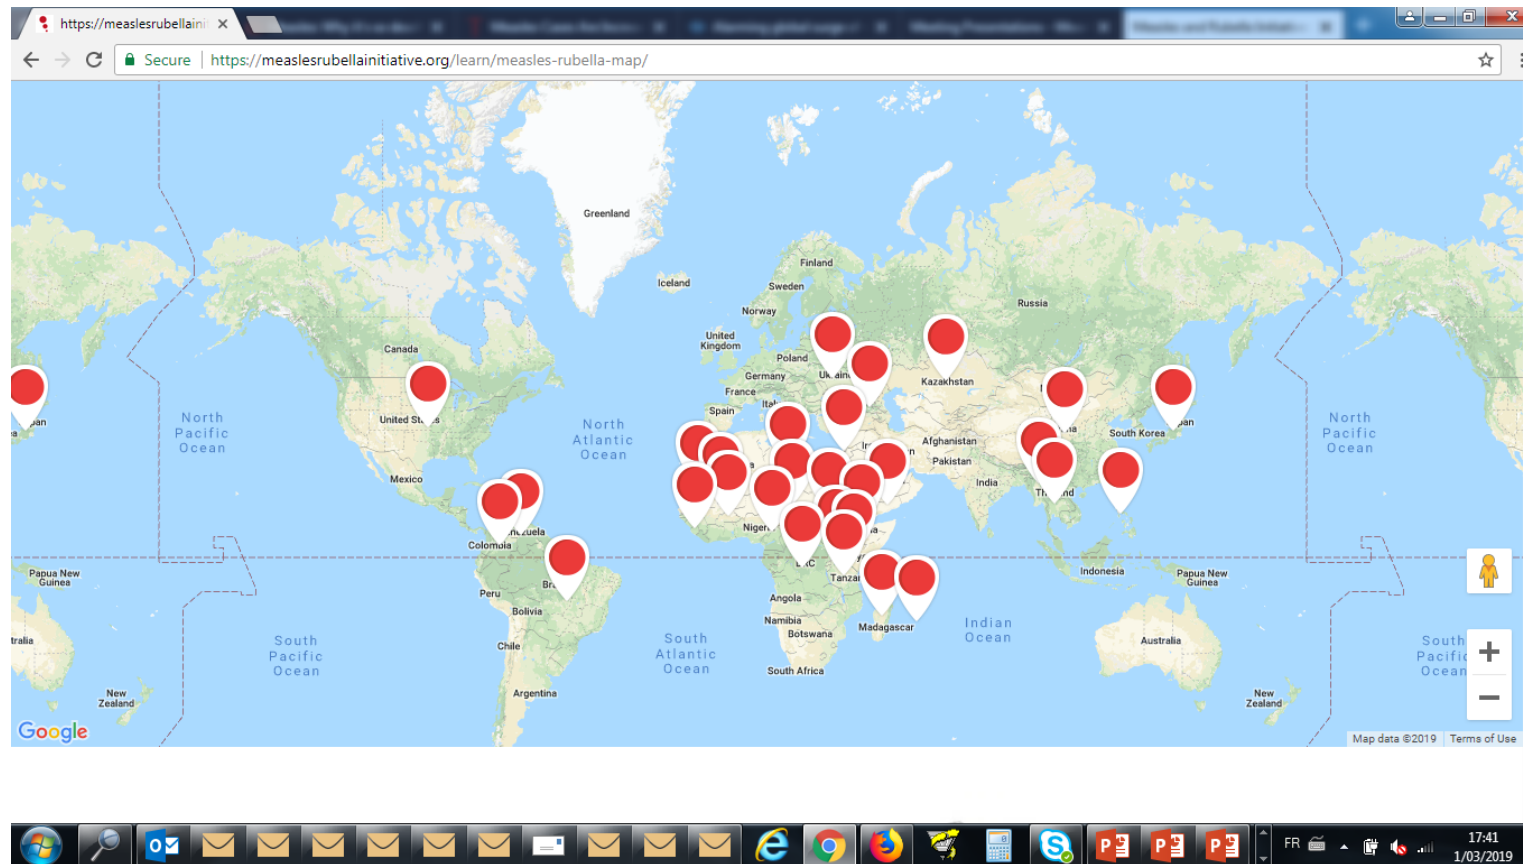 https://measlesrubellainiti
Secure
https://measlesrubellainitiative.org/learn/measles-rubella-map/
Greenland
Iceland
Finland
Sweden
Norway
Russia
United
Kingdom
Poland
Canada
Germany
Ukraine
Kazakhstan
France
Spain
North
Pacific
Ocean
United States
North
Atlantic
Ocean
Afghanistan
Pakistan
South Korea
North
Pacific
Ocean
Mexico
India
Colombia
Papua New
Guinea
Peru
Tanza
Indonesia
Papua New
Guinea
Angola
Bolivia
Namibia
Botswana
Madagascar
Indian
Ocean
South
Pacific
Ocean
Chile
South
Atlantic
Ocean
South Africa
Australia
South
Pacific
Ocean
tralia
New
Zealand
Argentina
New
Zealand
Google
Map data ©2019
Terms of Use
FR
17:41
1/03/2019